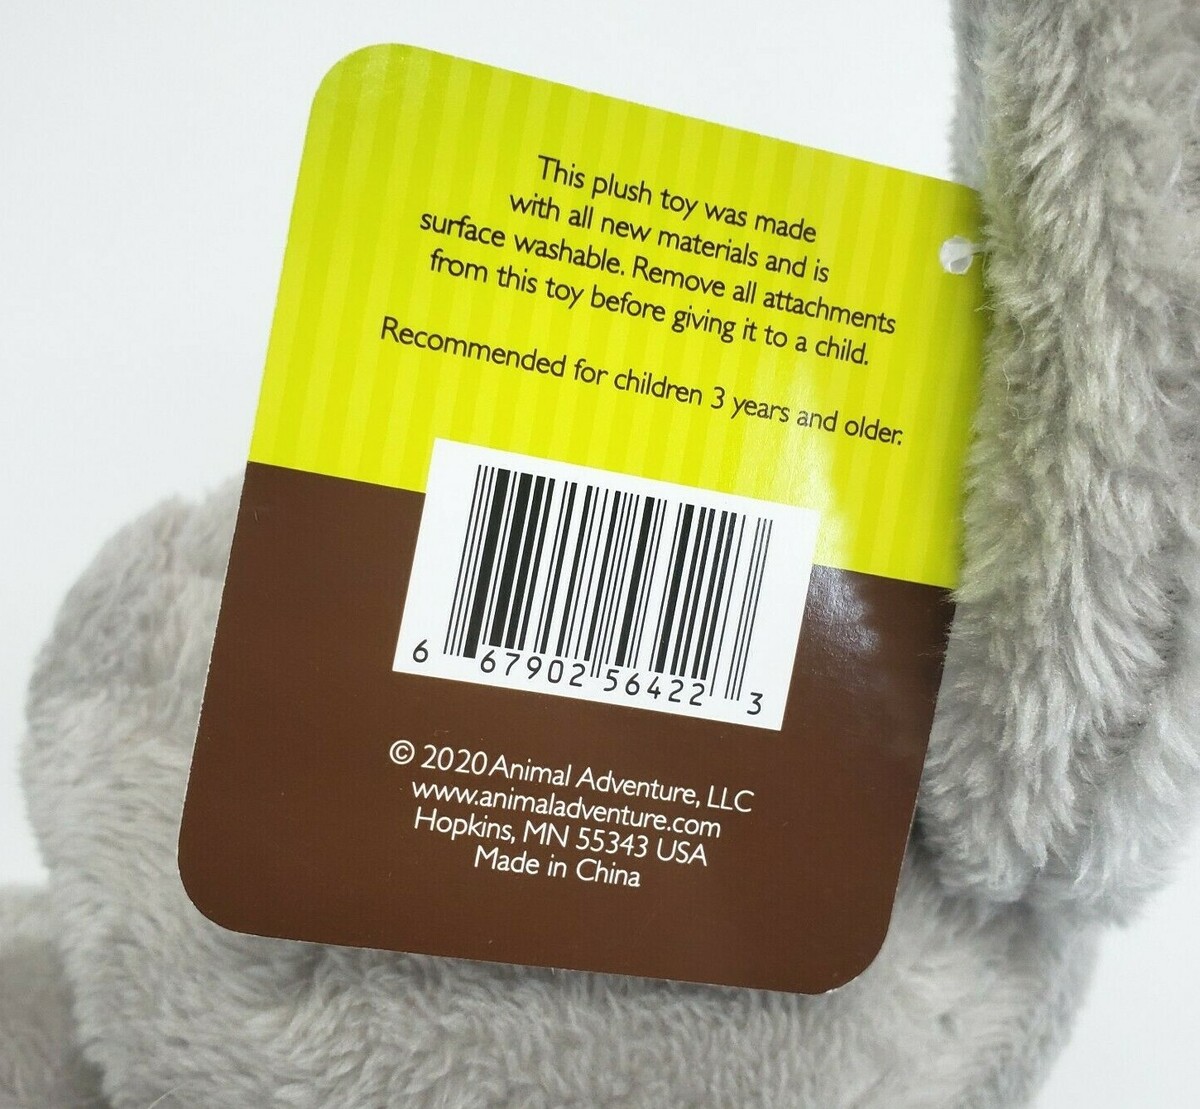 This plush toy was made
with all new materials and is
surface washable. Remove all attachments
from this toy before giving it to a child.
Recommended for children 3 years and older.
6 67902 56422 3
© 2020 Animal Adventure, LLC
www.animaladventure.com
Hopkins, MN 55343 USA
Made in China